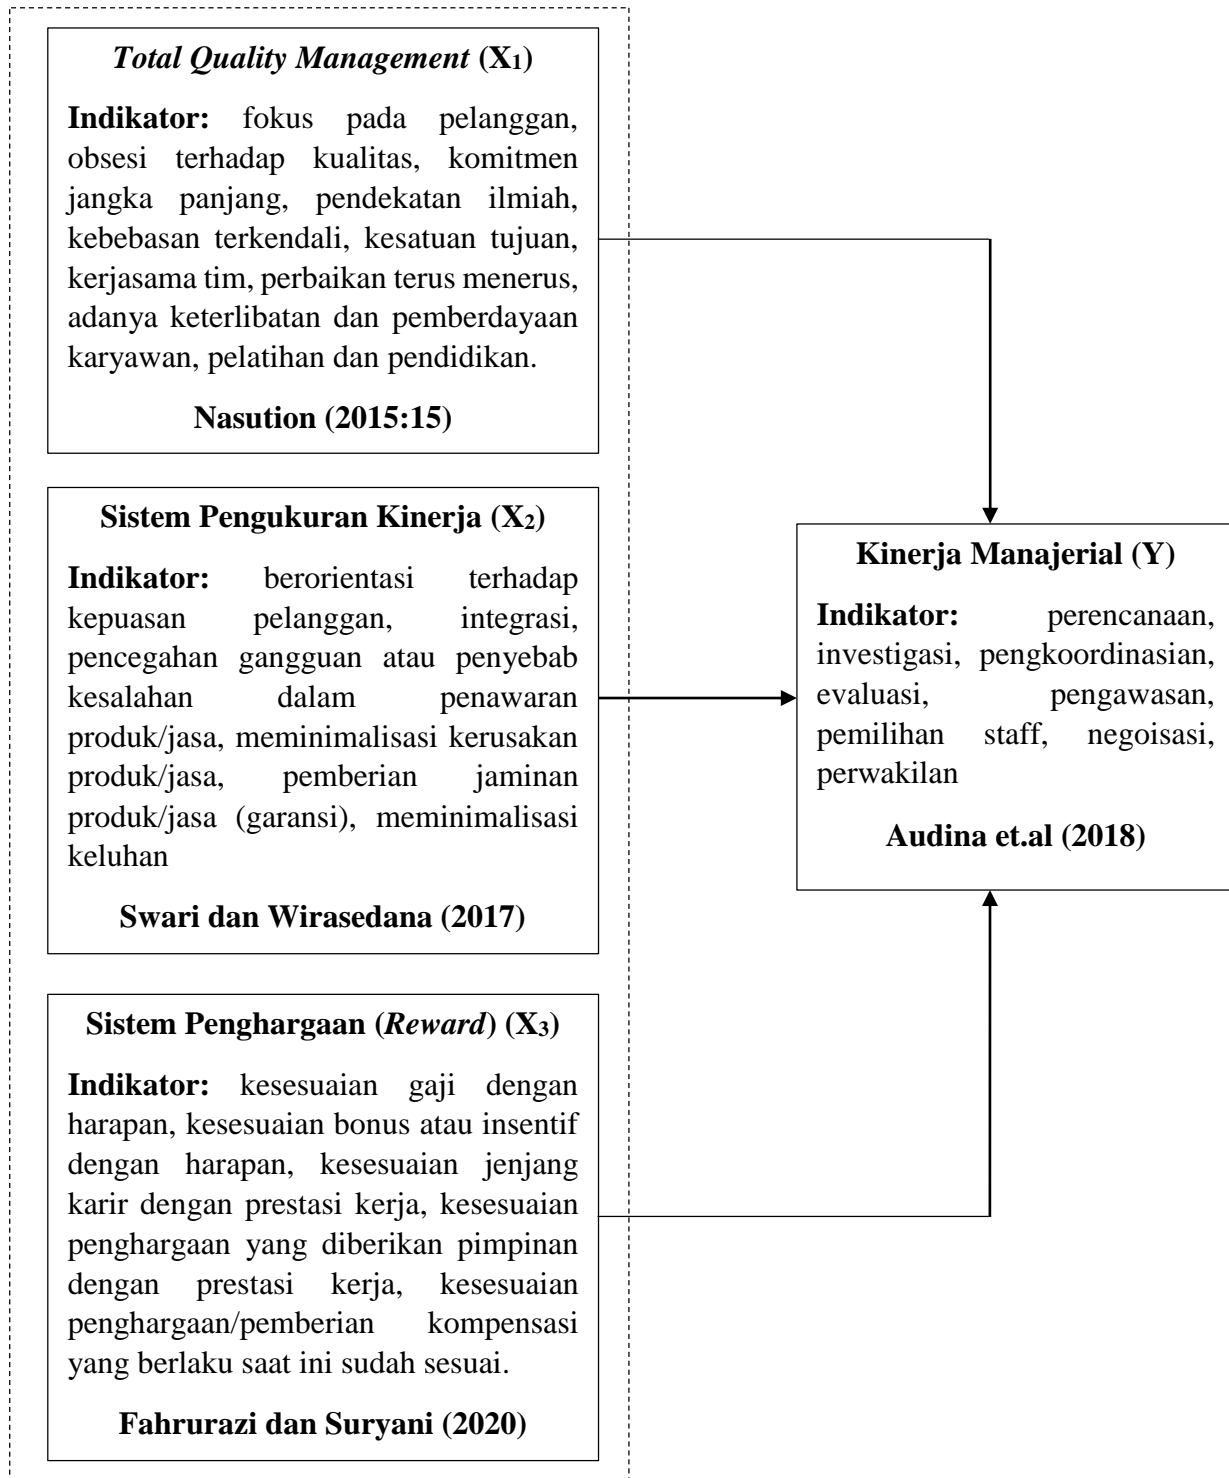 Total Quality Management (X₁)
Indikator: fokus pada pelanggan,
obsesi terhadap kualitas, komitmen
jangka panjang, pendekatan ilmiah,
kebebasan terkendali, kesatuan tujuan,
kerjasama tim, perbaikan terus menerus,
adanya keterlibatan dan pemberdayaan
karyawan, pelatihan dan pendidikan.
Nasution (2015:15)
Sistem Pengukuran Kinerja (X₂)
Indikator: berorientasi terhadap
kepuasan pelanggan, integrasi,
pencegahan gangguan atau penyebab
kesalahan dalam penawaran
produk/jasa, meminimalisasi kerusakan
produk/jasa, pemberian jaminan
produk/jasa (garansi), meminimalisasi
keluhan
Swari dan Wirasedana (2017)
Sistem Penghargaan (Reward) (X₃)
Indikator: kesesuaian gaji dengan
harapan, kesesuaian bonus atau insentif
dengan harapan, kesesuaian jenjang
karir dengan prestasi kerja, kesesuaian
penghargaan yang diberikan pimpinan
dengan prestasi kerja, kesesuaian
penghargaan/pemberian kompensasi
yang berlaku saat ini sudah sesuai.
Fahrurazi dan Suryani (2020)
Kinerja Manajerial (Y)
Indikator: perencanaan,
investigasi, pengkoordinasian,
evaluasi, pengawasan,
pemilihan staff, negoisasi,
perwakilan
Audina et.al (2018)